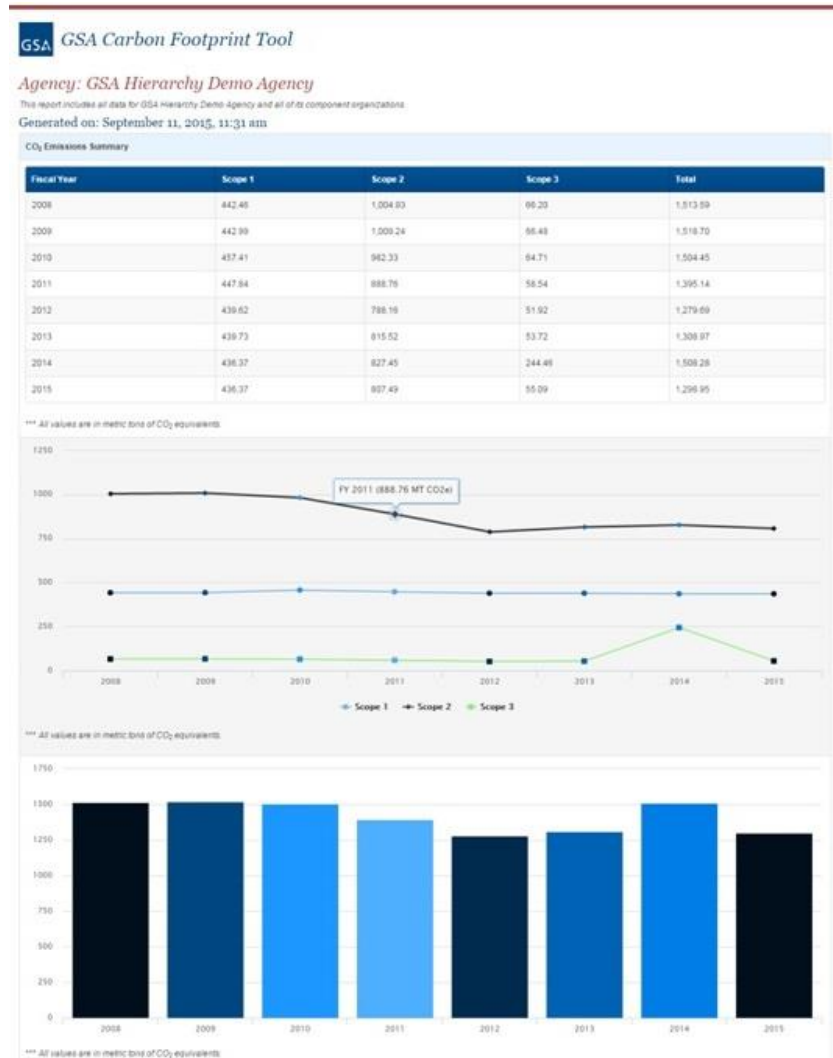 GSA
GSA Carbon Footprint Tool
Agency: GSA Hierarchy Demo Agency
This report includes all data for GSA Hierarchy Demo Agency and all of its component organizations
Generated on: September 11, 2015, 11:31 am
CO₂ Emissions Summary
Fiscal Year Scope 1 Scope 2 Scope 3 Total
2008 442.46 1,004.93 66.20 1,513.59
2009 442.99 1,009.24 66.48 1,518.70
2010 457.41 982.33 64.71 1,504.45
2011 447.84 888.76 58.54 1,395.14
2012 439.62 788.16 51.92 1,279.69
2013 439.73 815.52 53.72 1,308.97
2014 436.37 827.45 244.46 1,508.28
2015 436.37 807.49 55.09 1,298.95
*** All values are in metric tons of CO₂ equivalents
1250
1000
FY 2011 (888.76 MT CO2e)
750
500
250
0
2008 2009 2010 2011 2012 2013 2014 2015
Scope 1 Scope 2 Scope 3
*** All values are in metric tons of CO₂ equivalents
1750
1500
1250
1000
750
500
250
0
2008 2009 2010 2011 2012 2013 2014 2015
*** All values are in metric tons of CO₂ equivalents